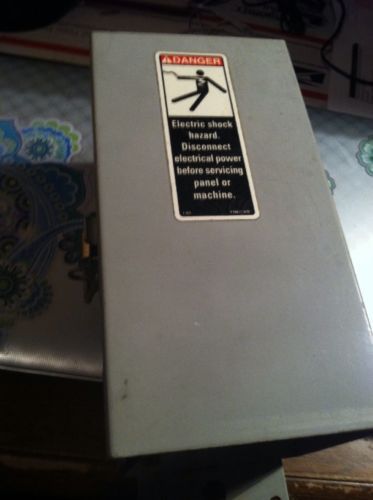 DANGER
Electric shock
hazard.
Disconnect
electrical power
before servicing
panel or
machine.